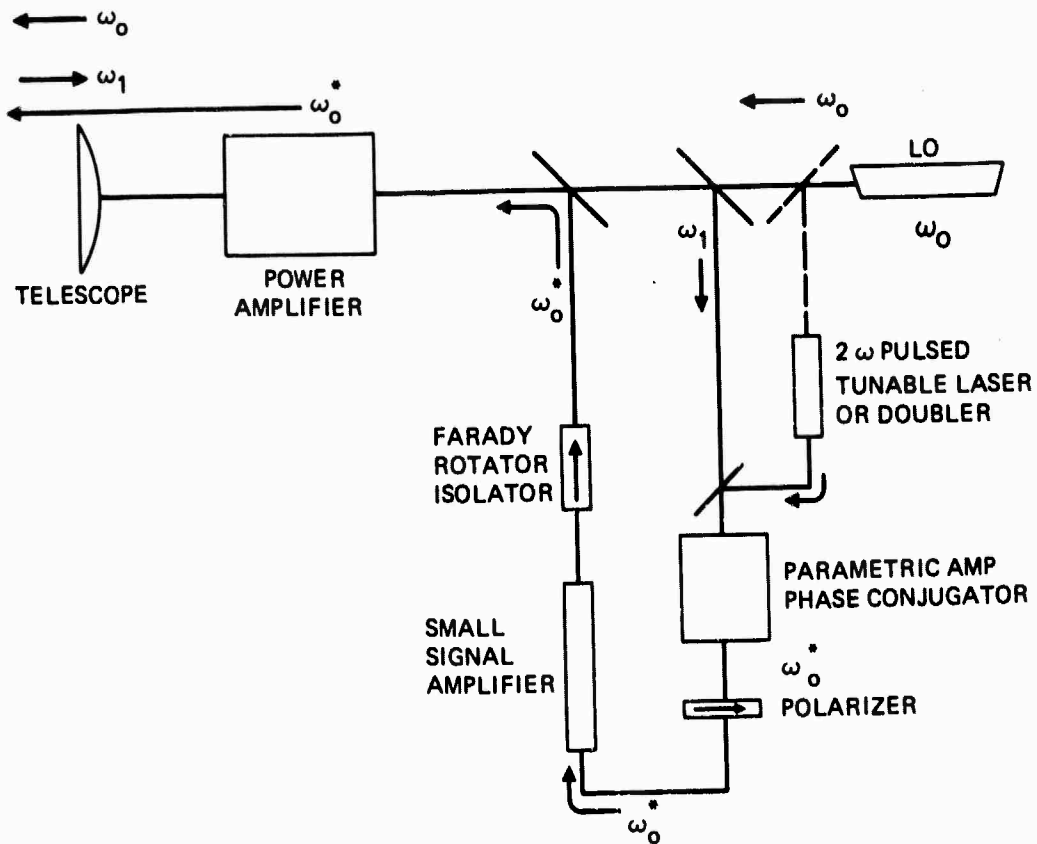 ω₀
ω₁
ω₀*
ω₀
LO
ω₀
TELESCOPE
POWER
AMPLIFIER
ω₀*
ω₁
2 ω PULSED
TUNABLE LASER
OR DOUBLER
FARADY
ROTATOR
ISOLATOR
PARAMETRIC AMP
PHASE CONJUGATOR
SMALL
SIGNAL
AMPLIFIER
ω₀*
POLARIZER
ω₀*